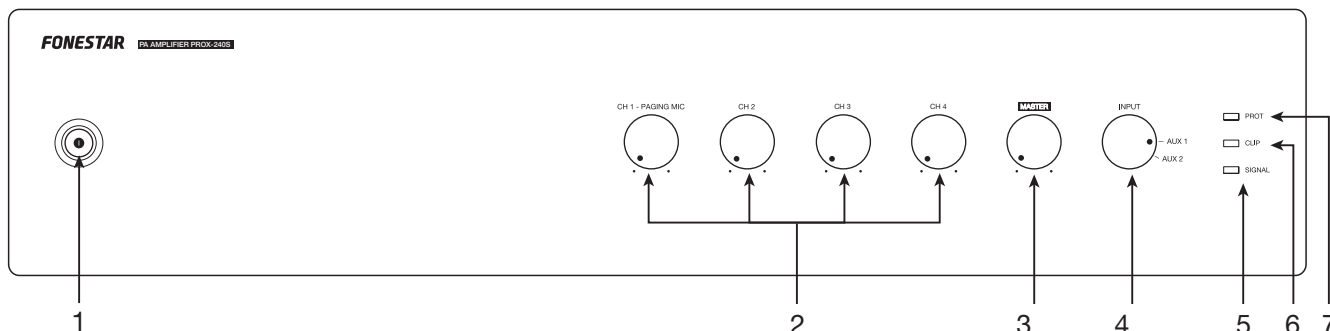 FONESTAR PA AMPLIFIER PROX-240S
CH 1 - PAGING MIC CH 2 CH 3 CH 4 MASTER INPUT
PROT
AUX 1
CLIP
AUX 2
SIGNAL
1 2 3 4 5 6 7